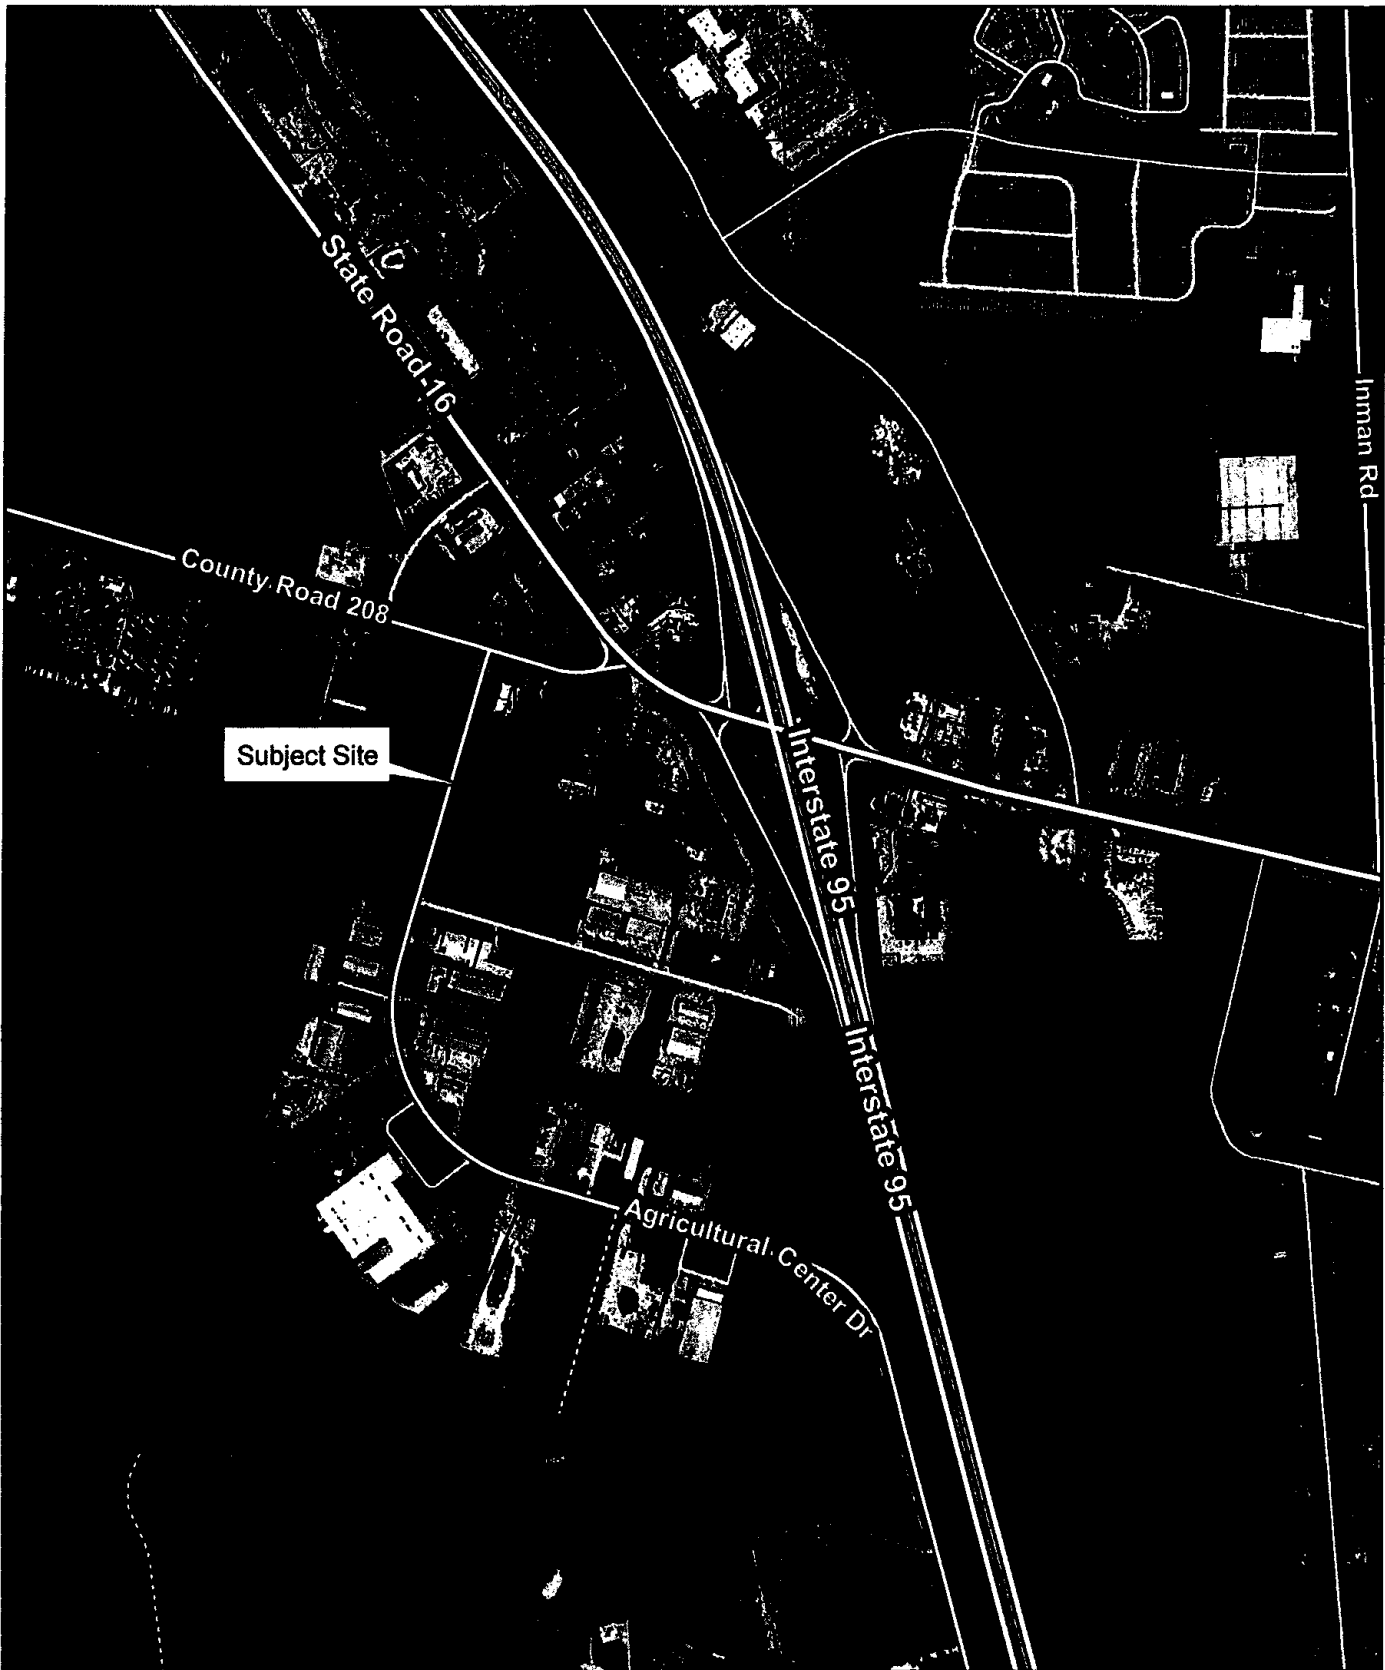 State Road 16
Inman Rd
County Road 208
Subject Site
Interstate 95
Interstate 95
Agricultural Center Dr